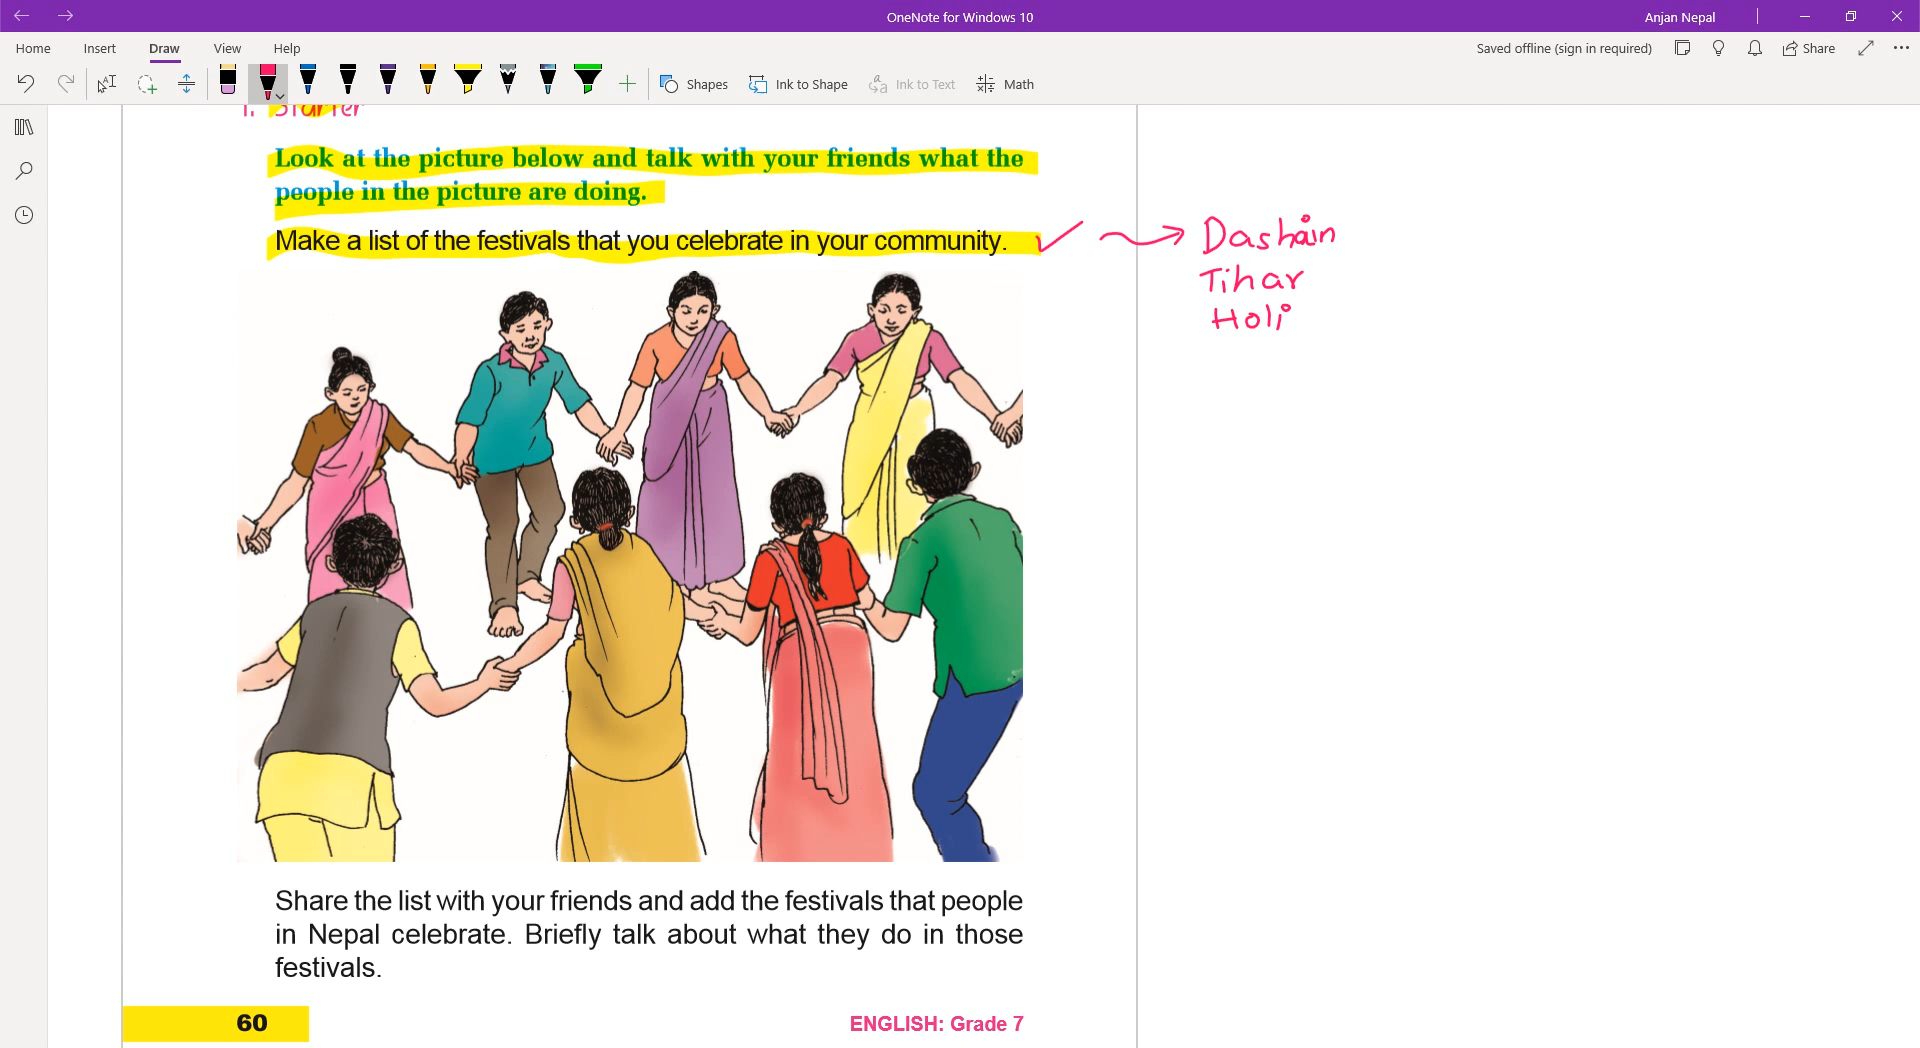 OneNote for Windows 10
Anjan Nepal
Home Insert Draw View Help
Saved offline (sign in required) Share
Shapes Ink to Shape Ink to Text Math
1. Starter
Look at the picture below and talk with your friends what the
people in the picture are doing.
Make a list of the festivals that you celebrate in your community.
Dashain
Tihar
Holi
Share the list with your friends and add the festivals that people
in Nepal celebrate. Briefly talk about what they do in those
festivals.
60
ENGLISH: Grade 7